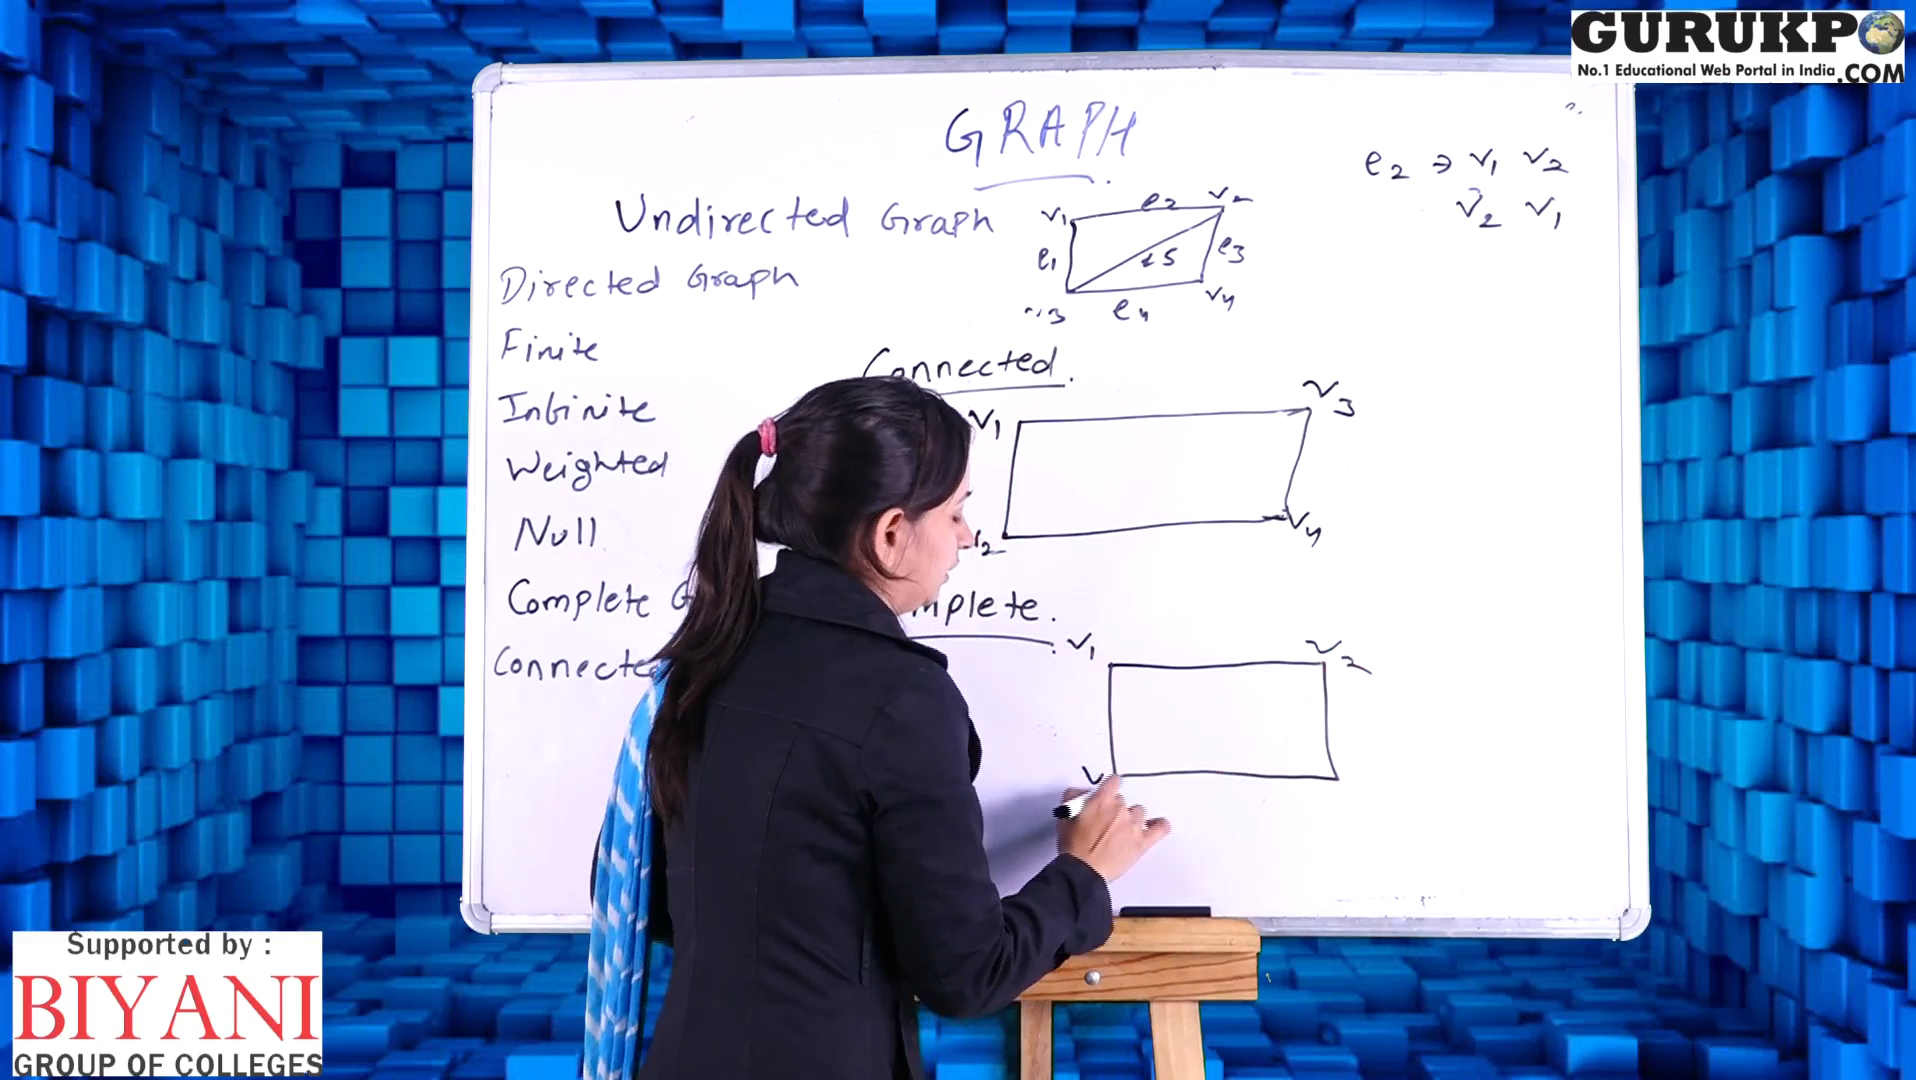 GURUKPO
No.1 Educational Web Portal in India .COM
GRAPH
e2 ⇒ v1 v2
v2 v1
Undirected Graph
v1 e2 v2
e1 e5 e3
v3 e4 v4
Directed Graph
Finite
Infinite
Weighted
Null
Complete
Connected
Connected.
v1 v3
v2 v4
v1 v2
v
Supported by :
BIYANI
GROUP OF COLLEGES